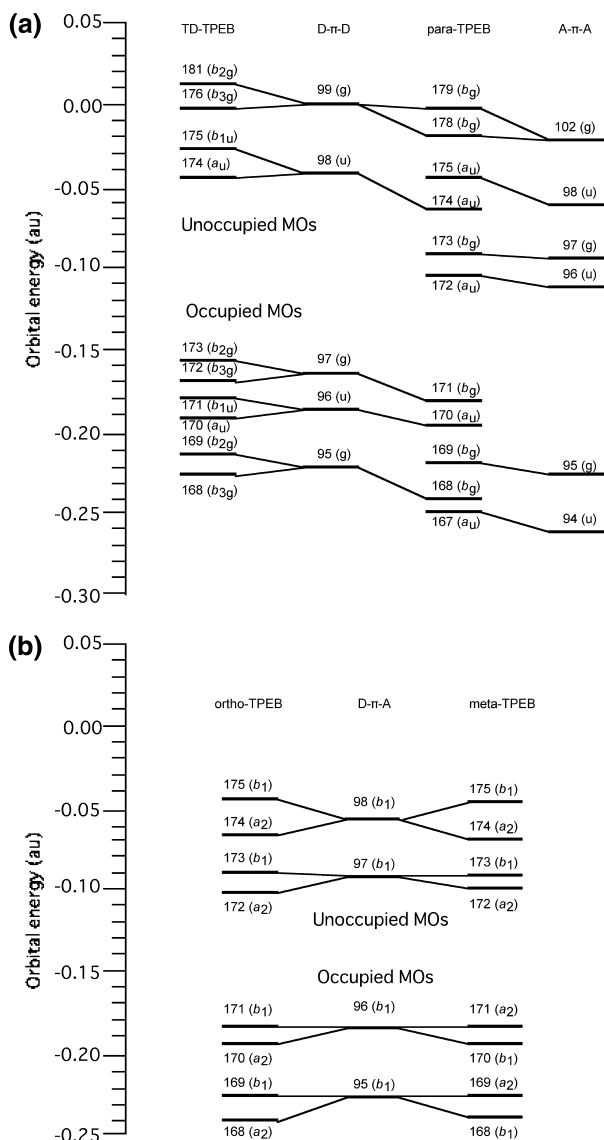 (a)
0.05
0.00
-0.05
-0.10
-0.15
-0.20
-0.25
-0.30
Orbital energy (au)
TD-TPEB D-π-D para-TPEB A-π-A
181 (b2g)
176 (b3g)
175 (b1u)
174 (au)
99 (g)
98 (u)
179 (bg)
178 (bg)
175 (au)
174 (au)
173 (bg)
172 (au)
102 (g)
98 (u)
97 (g)
96 (u)
Unoccupied MOs
Occupied MOs
173 (b2g)
172 (b3g)
171 (b1u)
170 (au)
169 (b2g)
168 (b3g)
97 (g)
96 (u)
95 (g)
171 (bg)
170 (au)
169 (bg)
168 (bg)
167 (au)
95 (g)
94 (u)
(b)
0.05
0.00
-0.05
-0.10
-0.15
-0.20
-0.25
Orbital energy (au)
ortho-TPEB D-π-A meta-TPEB
175 (b1)
174 (a2)
173 (b1)
172 (a2)
98 (b1)
97 (b1)
175 (b1)
174 (a2)
173 (b1)
172 (a2)
Unoccupied MOs
Occupied MOs
171 (b1)
170 (a2)
169 (b1)
168 (a2)
96 (b1)
95 (b1)
171 (a2)
170 (b1)
169 (a2)
168 (b1)